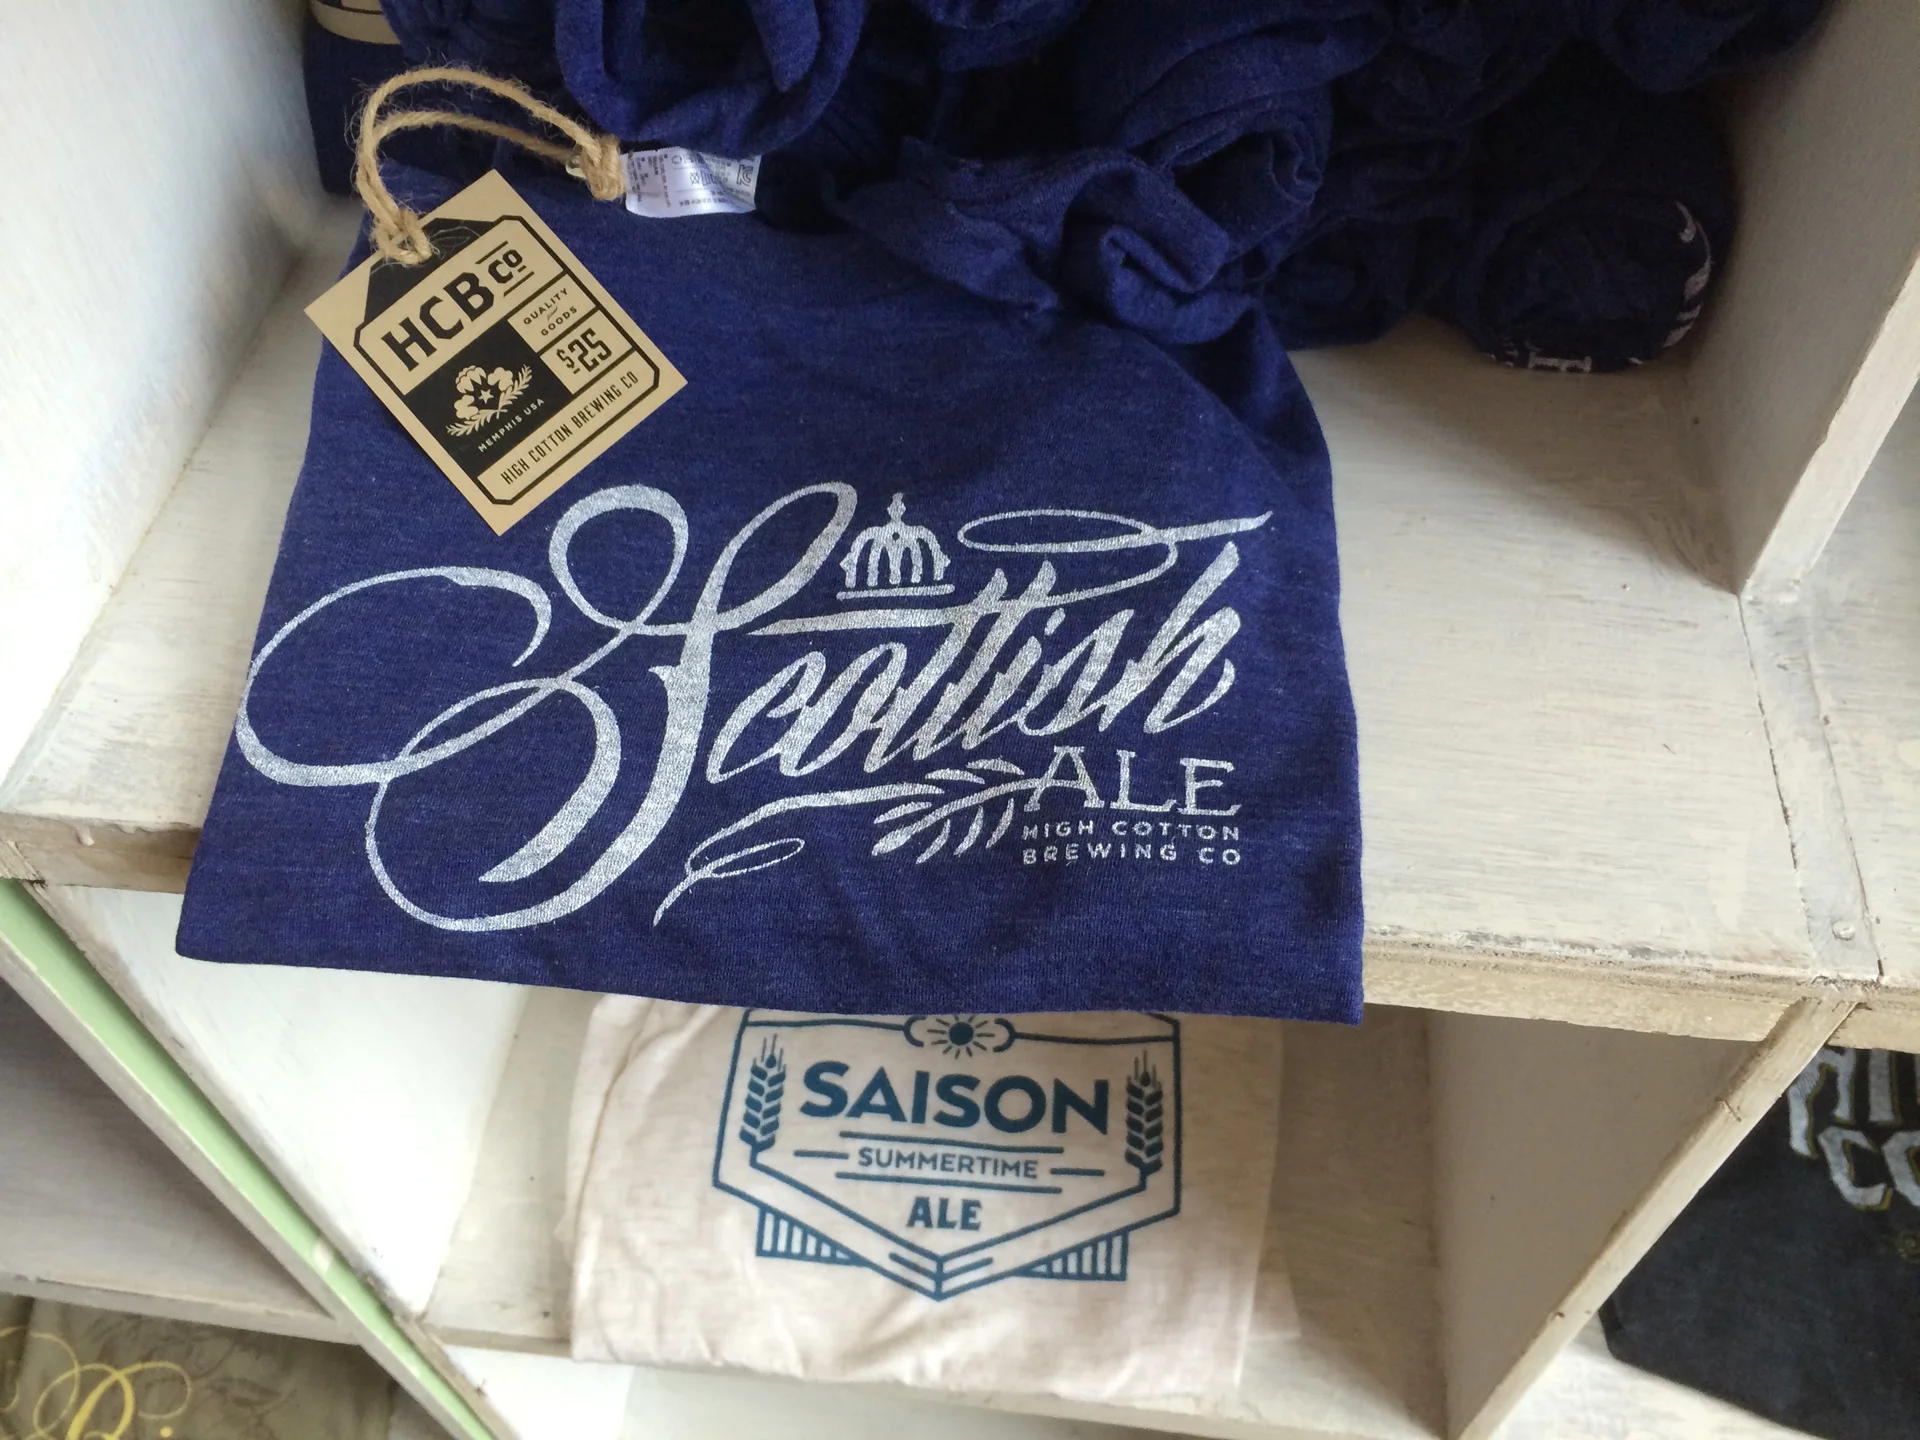 HCB CO
QUALITY
GOODS
$25
MEMPHIS USA
HIGH COTTON BREWING CO
Scottish
ALE
HIGH COTTON
BREWING CO
SAISON
SUMMERTIME
ALE